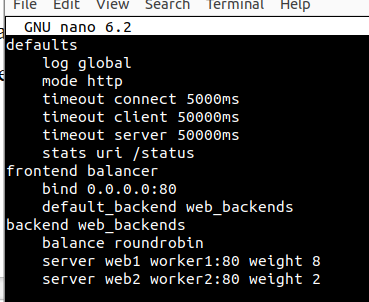 File Edit View Search Terminal Help
GNU nano 6.2
defaults
    log global
    mode http
    timeout connect 5000ms
    timeout client 50000ms
    timeout server 50000ms
    stats uri /status
frontend balancer
    bind 0.0.0.0:80
    default_backend web_backends
backend web_backends
    balance roundrobin
    server web1 worker1:80 weight 8
    server web2 worker2:80 weight 2